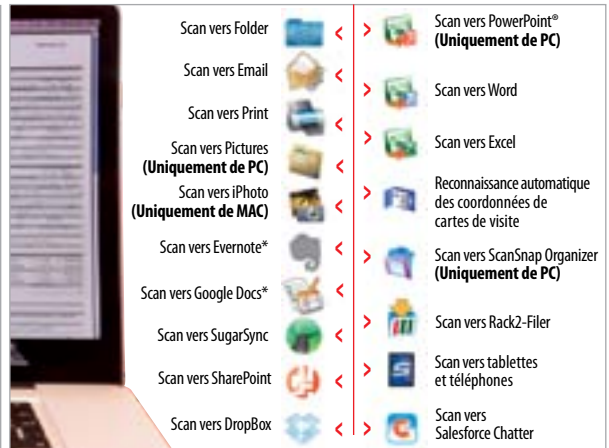 Scan vers Folder
Scan vers Email
Scan vers Print
Scan vers Pictures
(Uniquement de PC)
Scan vers iPhoto
(Uniquement de MAC)
Scan vers Evernote*
Scan vers Google Docs*
Scan vers SugarSync
Scan vers SharePoint
Scan vers DropBox
Scan vers PowerPoint®
(Uniquement de PC)
Scan vers Word
Scan vers Excel
Reconnaissance automatique
des coordonnées de
cartes de visite
Scan vers ScanSnap Organizer
(Uniquement de PC)
Scan vers Rack2-Filer
Scan vers tablettes
et téléphones
Scan vers
Salesforce Chatter